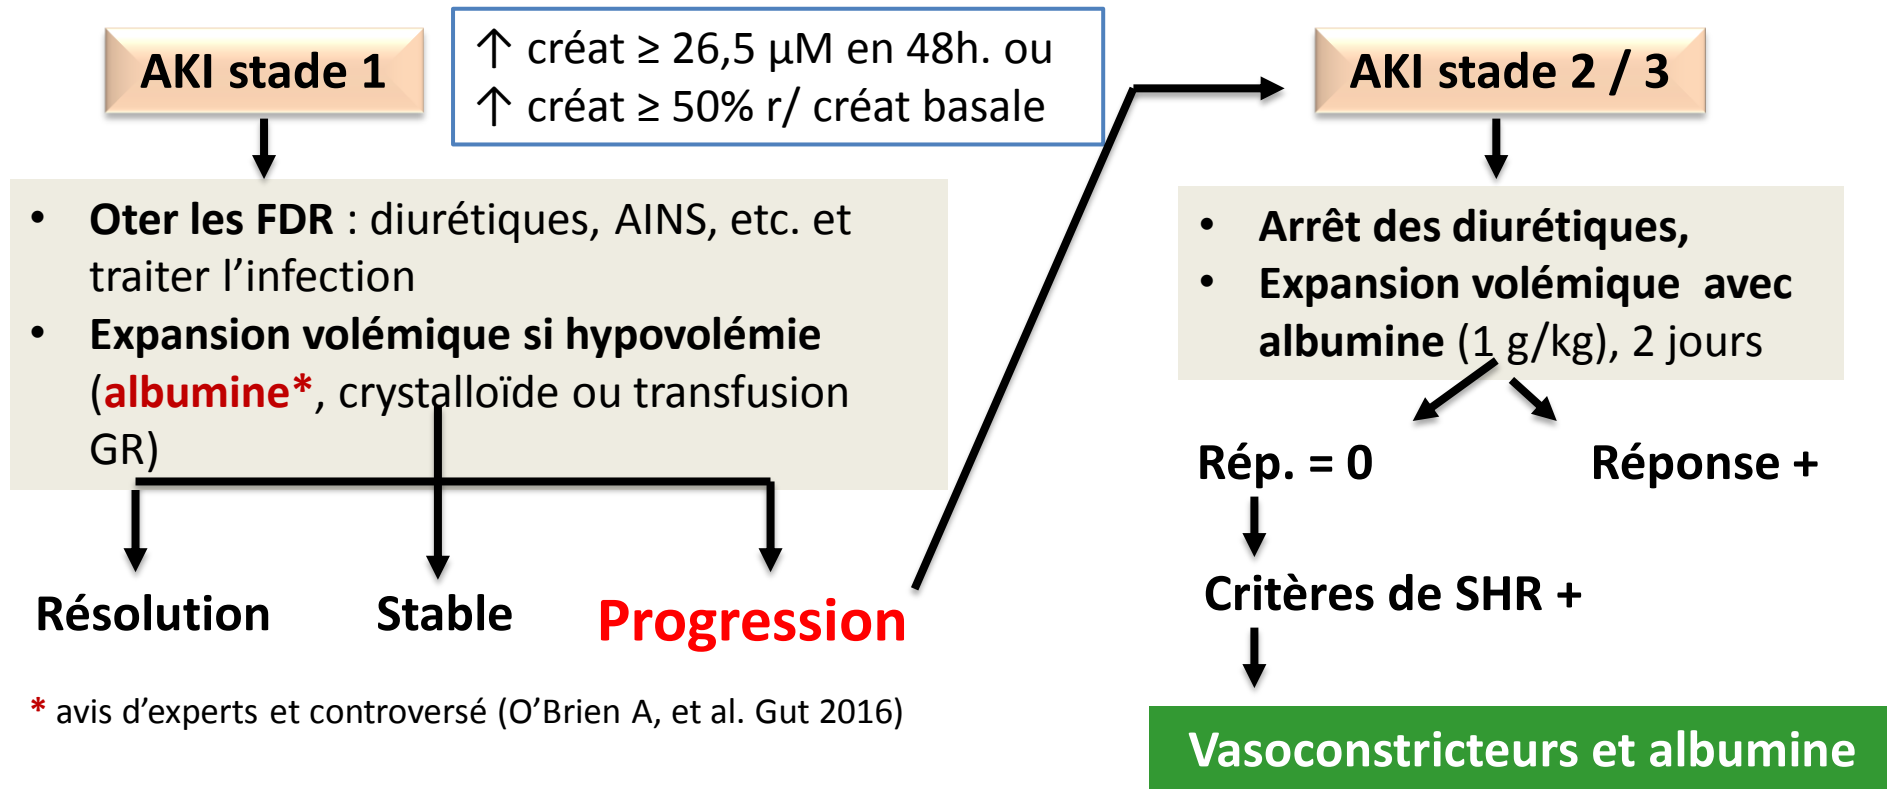 AKI stade 1
↑ créat ≥ 26,5 µM en 48h. ou
↑ créat ≥ 50% r/ créat basale
• Oter les FDR : diurétiques, AINS, etc. et
traiter l’infection
• Expansion volémique si hypovolémie
(albumine*, crystalloïde ou transfusion
GR)
Résolution
Stable
Progression
* avis d’experts et controversé (O’Brien A, et al. Gut 2016)
AKI stade 2 / 3
• Arrêt des diurétiques,
• Expansion volémique avec
albumine (1 g/kg), 2 jours
Rép. = 0
Réponse +
Critères de SHR +
Vasoconstricteurs et albumine